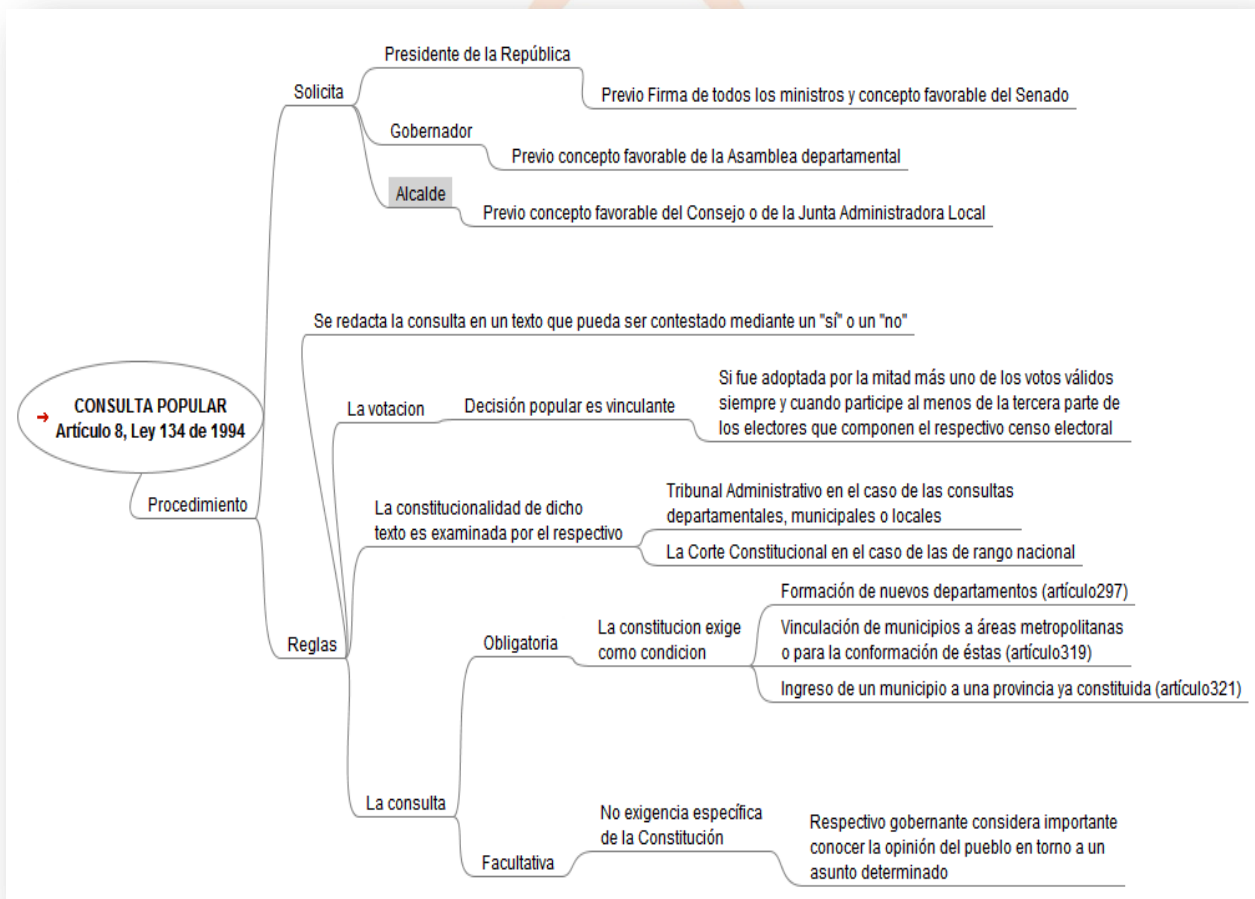 Presidente de la República
Solicita
Previo Firma de todos los ministros y concepto favorable del Senado
Gobernador
Previo concepto favorable de la Asamblea departamental
Alcalde
Previo concepto favorable del Consejo o de la Junta Administradora Local
Se redacta la consulta en un texto que pueda ser contestado mediante un "sí" o un "no"
CONSULTA POPULAR
Artículo 8, Ley 134 de 1994
La votacion
Decisión popular es vinculante
Si fue adoptada por la mitad más uno de los votos válidos
siempre y cuando participe al menos de la tercera parte de
los electores que componen el respectivo censo electoral
Procedimiento
La constitucionalidad de dicho
texto es examinada por el respectivo
Tribunal Administrativo en el caso de las consultas
departamentales, municipales o locales
La Corte Constitucional en el caso de las de rango nacional
Reglas
Obligatoria
La constitucion exige
como condicion
Formación de nuevos departamentos (artículo297)
Vinculación de municipios a áreas metropolitanas
o para la conformación de éstas (artículo319)
Ingreso de un municipio a una provincia ya constituida (artículo321)
La consulta
Facultativa
No exigencia específica
de la Constitución
Respectivo gobernante considera importante
conocer la opinión del pueblo en torno a un
asunto determinado